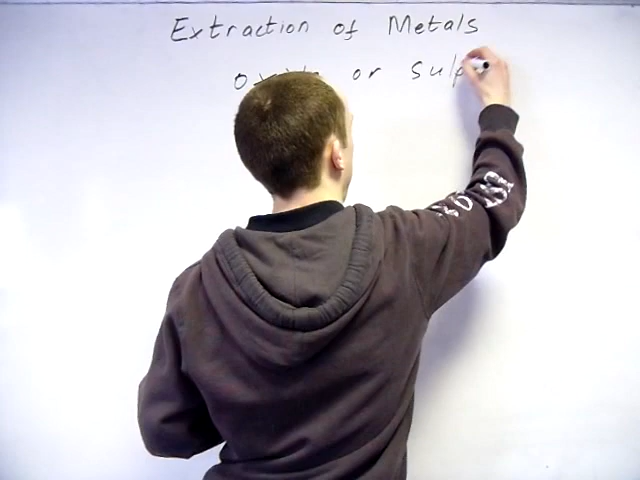 Extraction of Metals
or Sulp